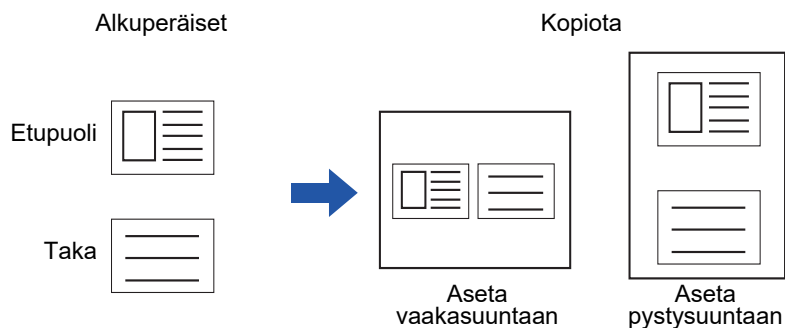 Alkuperäiset
Kopiota
Etupuoli
Taka
Aseta
vaakasuuntaan
Aseta
pystysuuntaan